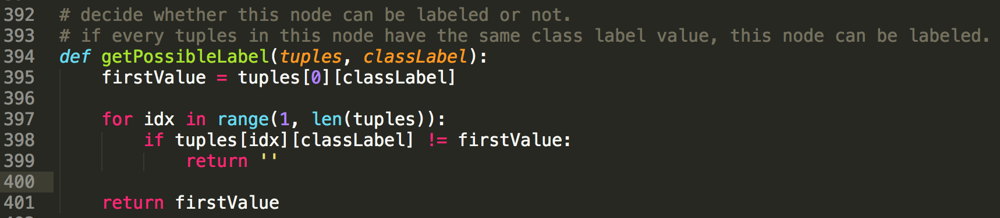 392 # decide whether this node can be labeled or not.
393 # if every tuples in this node have the same class label value, this node can be labeled.
394 def getPossibleLabel(tuples, classLabel):
395     firstValue = tuples[0][classLabel]
396
397     for idx in range(1, len(tuples)):
398         if tuples[idx][classLabel] != firstValue:
399             return ''
400
401     return firstValue